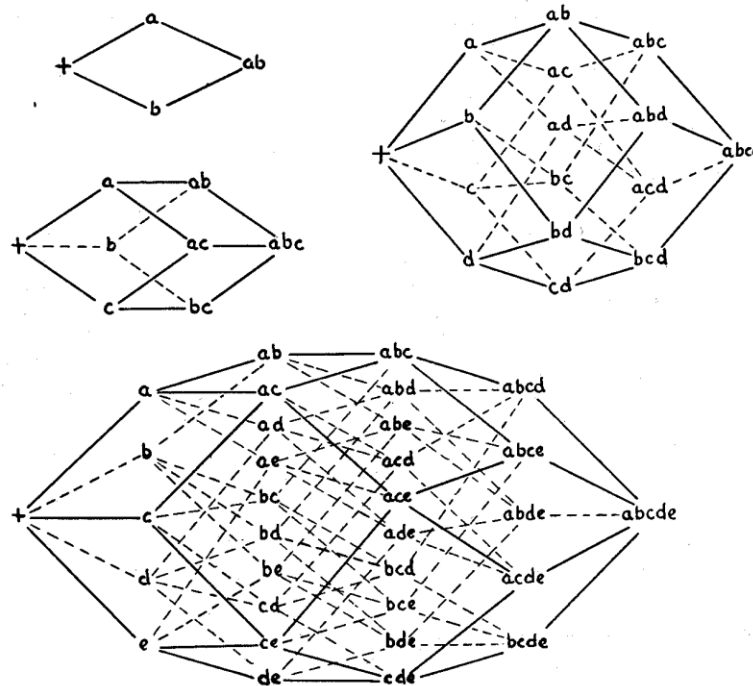 a
+ ab
b
a ab
+ b ac abc
c bc
ab
a abc
ac
b ad abd
+ abcd
c bc acd
bd
d bcd
cd
ab abc
a ac abd abcd
ad abe
b ae acd abce
bc ace
+ c abde abcde
bd ade
d be bcd acde
cd bce
e ce bde bcde
de cde